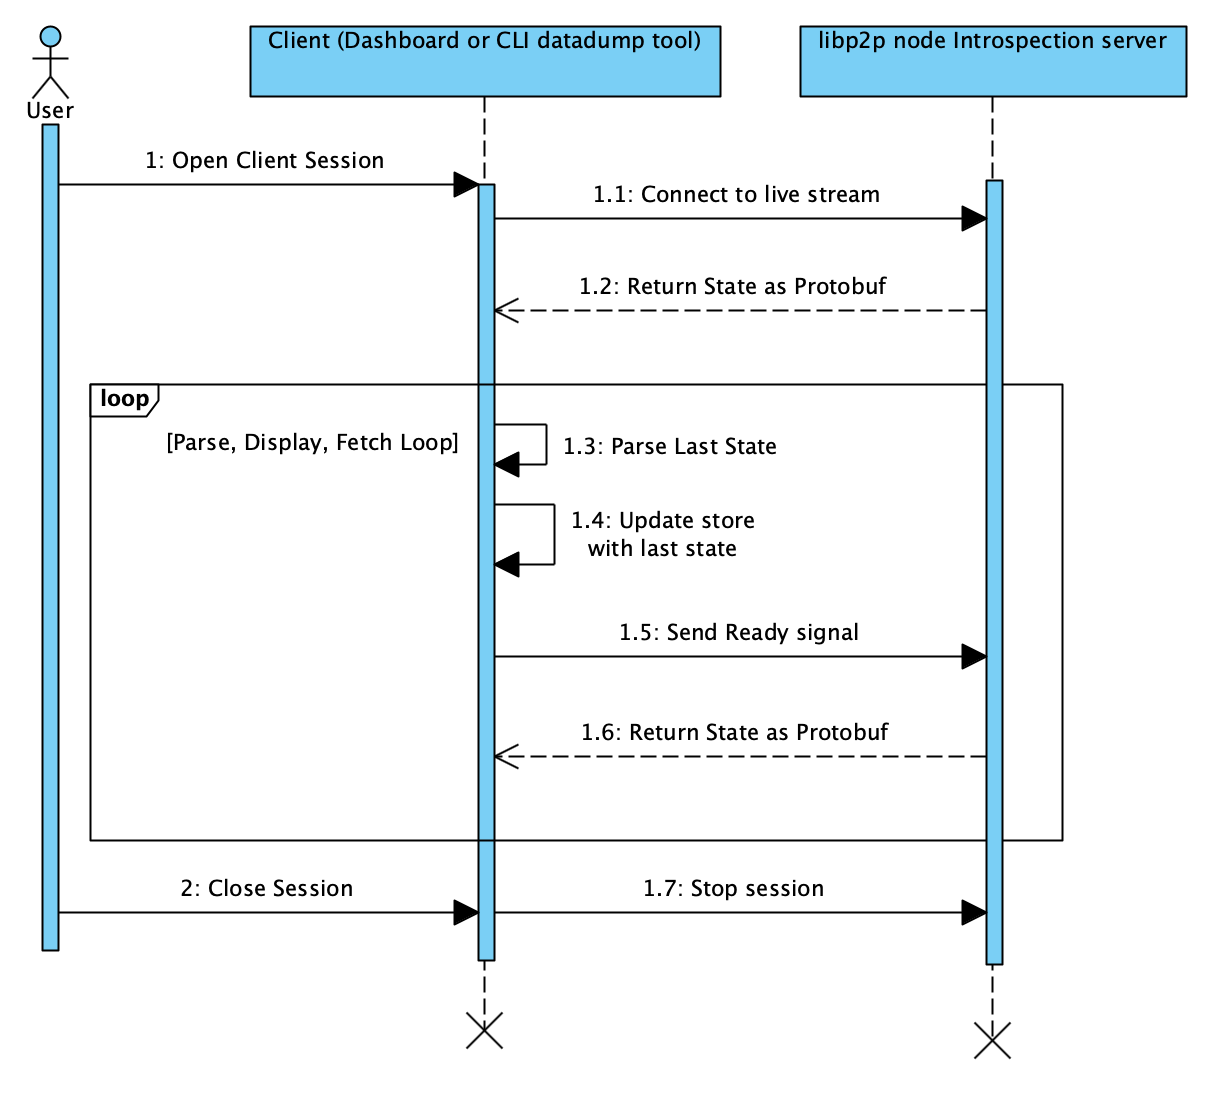 Client (Dashboard or CLI datadump tool)
libp2p node Introspection server
User
1: Open Client Session
1.1: Connect to live stream
1.2: Return State as Protobuf
loop
[Parse, Display, Fetch Loop]
1.3: Parse Last State
1.4: Update store
with last state
1.5: Send Ready signal
1.6: Return State as Protobuf
2: Close Session
1.7: Stop session